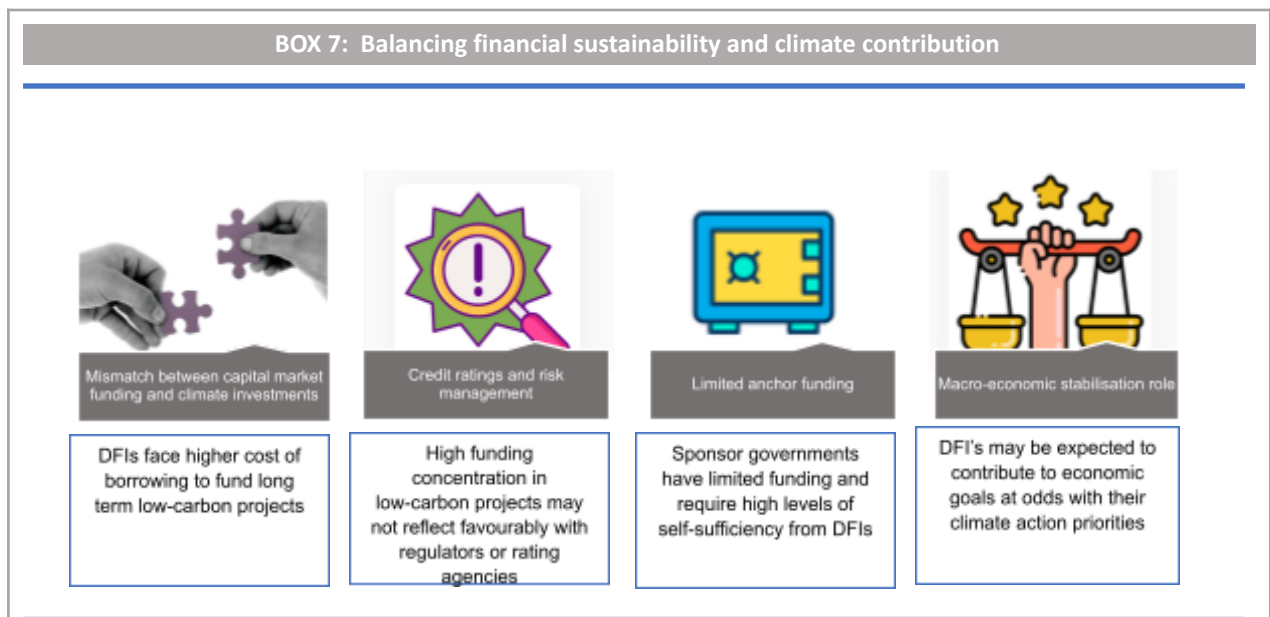 BOX 7: Balancing financial sustainability and climate contribution
Mismatch between capital market
funding and climate investments
DFIs face higher cost of
borrowing to fund long
term low-carbon projects
Credit ratings and risk
management
High funding
concentration in
low-carbon projects may
not reflect favourably with
regulators or rating
agencies
Limited anchor funding
Sponsor governments
have limited funding and
require high levels of
self-sufficiency from DFIs
Macro-economic stabilisation role
DFI's may be expected to
contribute to economic
goals at odds with their
climate action priorities